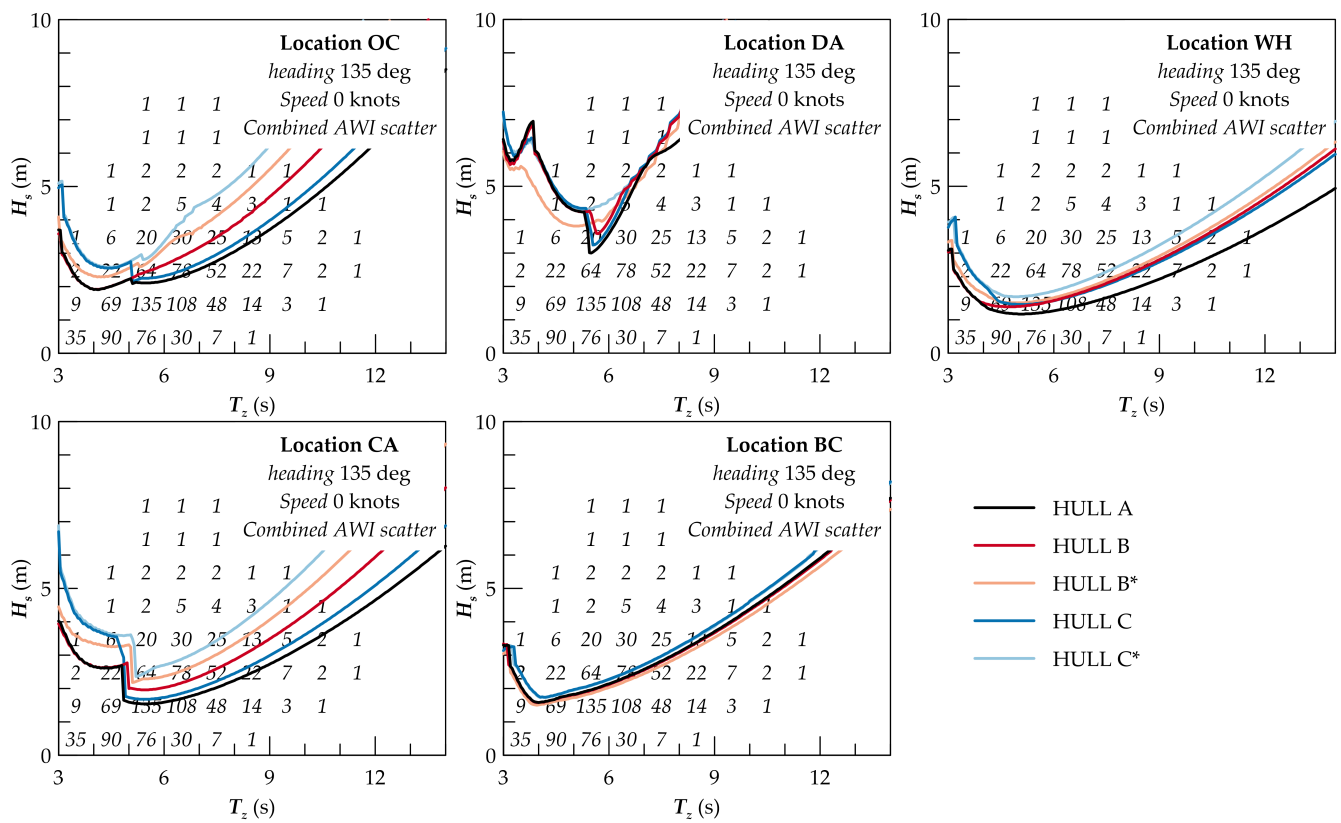 10
Location OC
heading 135 deg
Speed 0 knots
1 1 1
Combined AWI scatter
1 1 1
1 2 2 2 1 1
5
1 2 5 4 3 1 1
1 6 20 30 25 13 5 2 1
2 22 64 78 52 22 7 2 1
9 69 135 108 48 14 3 1
35 90 76 30 7 1
0
3 6 9 12
Hs (m)
Tz (s)
10
Location DA
heading 135 deg
Speed 0 knots
1 1 1
Combined AWI scatter
1 1 1
1 2 2 2 1 1
5
1 2 4 3 1 1
1 6 30 25 13 5 2 1
2 22 64 78 52 22 7 2 1
9 69 135 108 48 14 3 1
35 90 76 30 7 1
0
3 6 9 12
Hs (m)
Tz (s)
10
Location WH
heading 135 deg
Speed 0 knots
1 1 1
Combined AWI scatter
1 1 1
1 2 2 2 1 1
5
1 2 5 4 3 1 1
1 6 20 30 25 13 5 2 1
2 22 64 78 52 22 7 2 1
9 69 135 108 48 14 3 1
35 90 76 30 7 1
0
3 6 9 12
Hs (m)
Tz (s)
10
Location CA
heading 135 deg
Speed 0 knots
1 1 1
Combined AWI scatter
1 1 1
1 2 2 2 1 1
5
1 2 5 4 3 1 1
1 6 20 30 25 13 5 2 1
2 22 64 78 52 22 7 2 1
9 69 135 108 48 14 3 1
35 90 76 30 7 1
0
3 6 9 12
Hs (m)
Tz (s)
10
Location BC
heading 135 deg
Speed 0 knots
1 1 1
Combined AWI scatter
1 1 1
1 2 2 2 1 1
5
1 2 5 4 3 1 1
1 6 20 30 25 13 5 2 1
2 22 64 78 52 22 7 2 1
9 69 135 108 48 14 3 1
35 90 76 30 7 1
0
3 6 9 12
Hs (m)
Tz (s)
HULL A
HULL B
HULL B*
HULL C
HULL C*